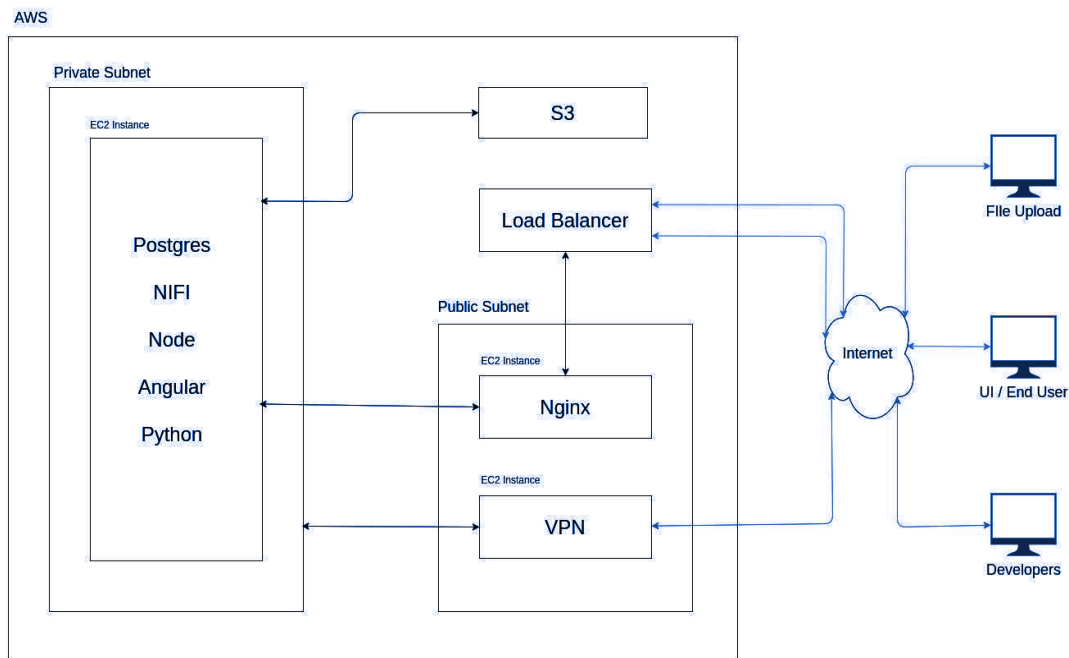 AWS
Private Subnet
EC2 Instance
Postgres
NIFI
Node
Angular
Python
S3
Load Balancer
Public Subnet
EC2 Instance
Nginx
EC2 Instance
VPN
Internet
FIle Upload
UI / End User
Developers